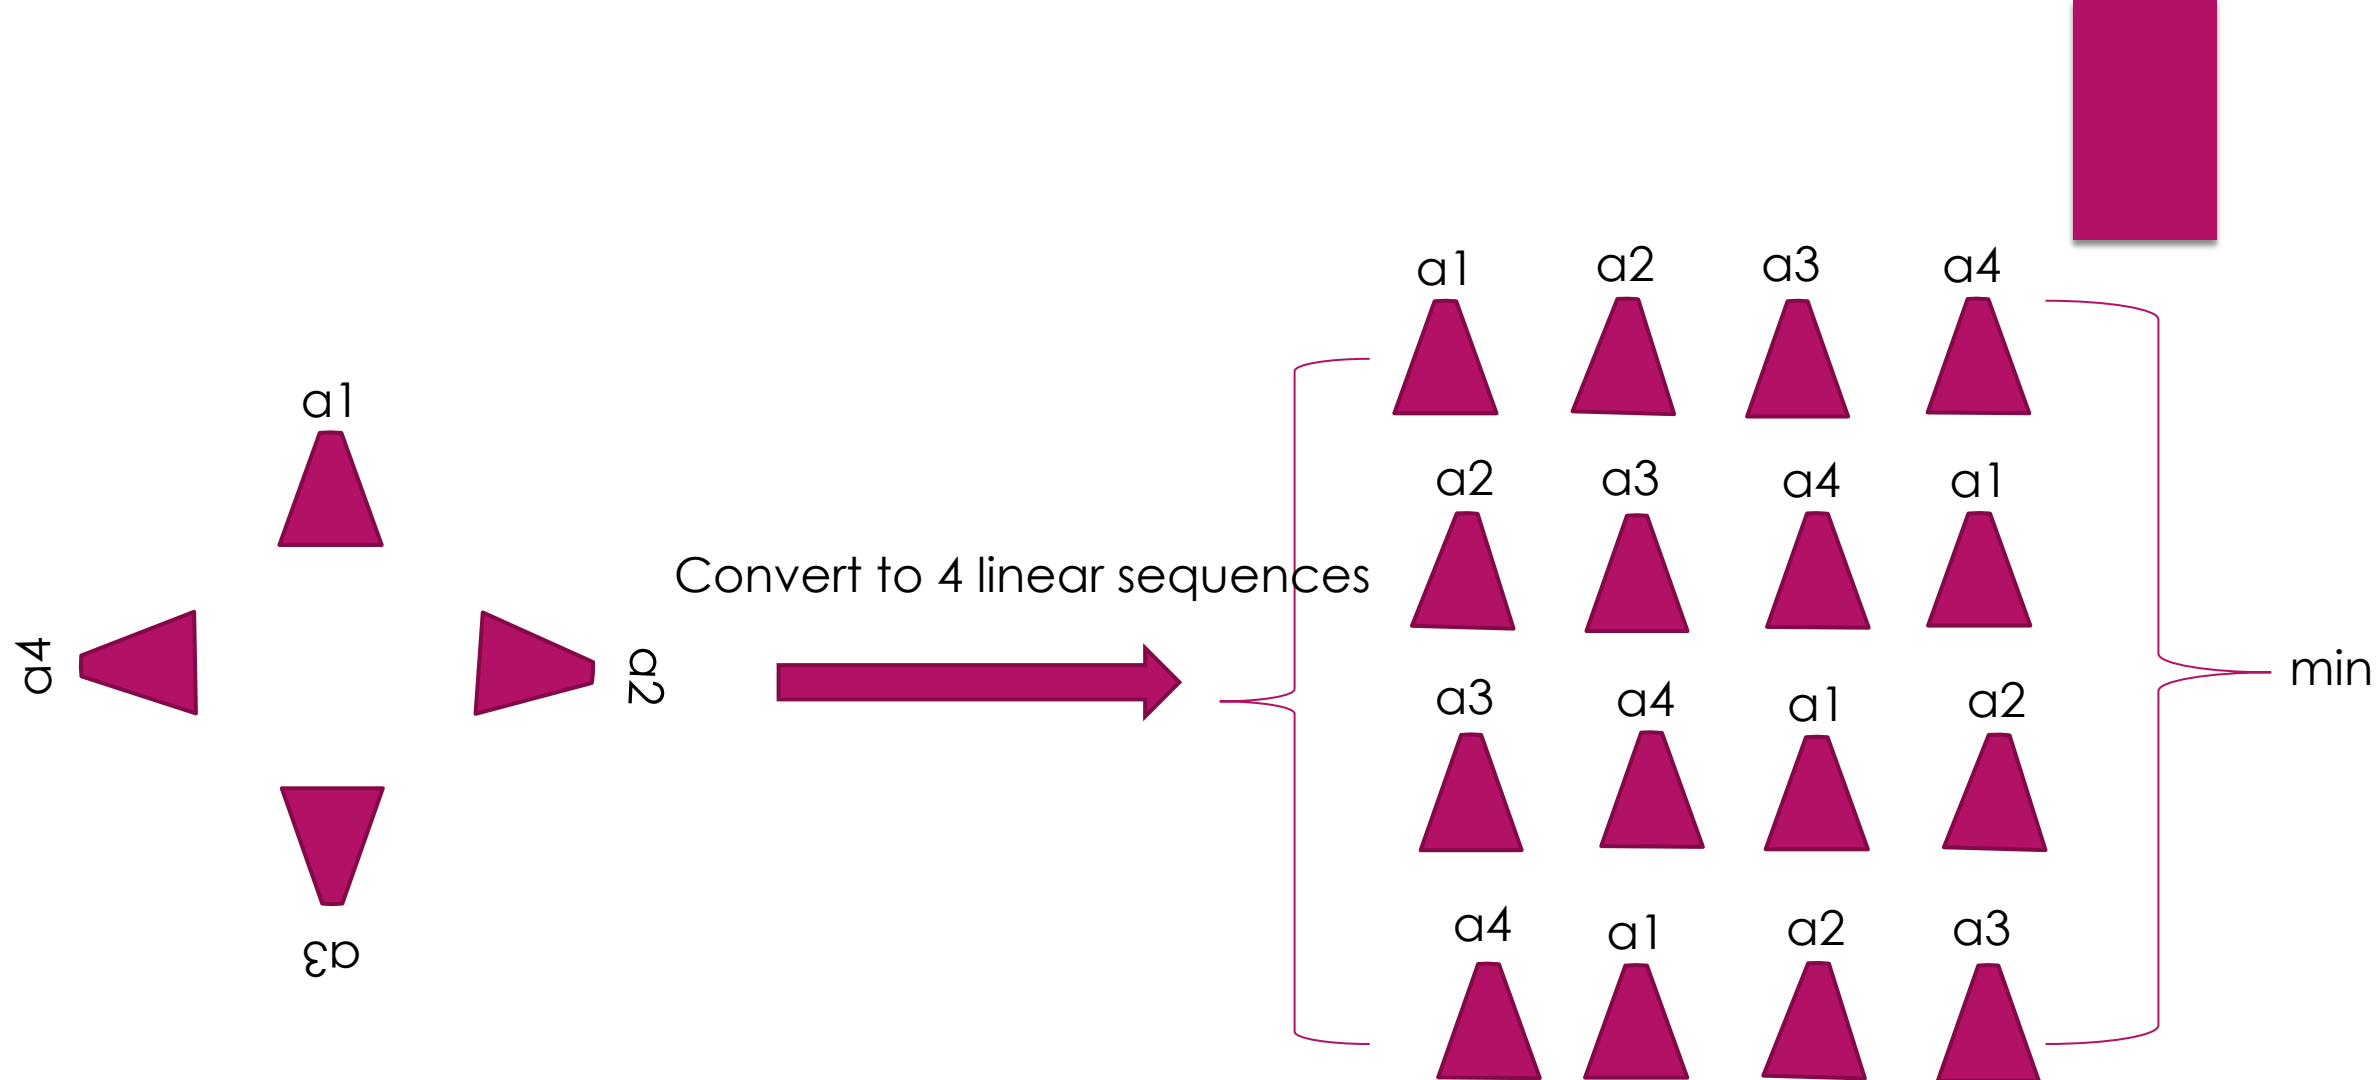 a1
a4
a2
a3
Convert to 4 linear sequences
a1 a2 a3 a4
a2 a3 a4 a1
a3 a4 a1 a2
a4 a1 a2 a3
min